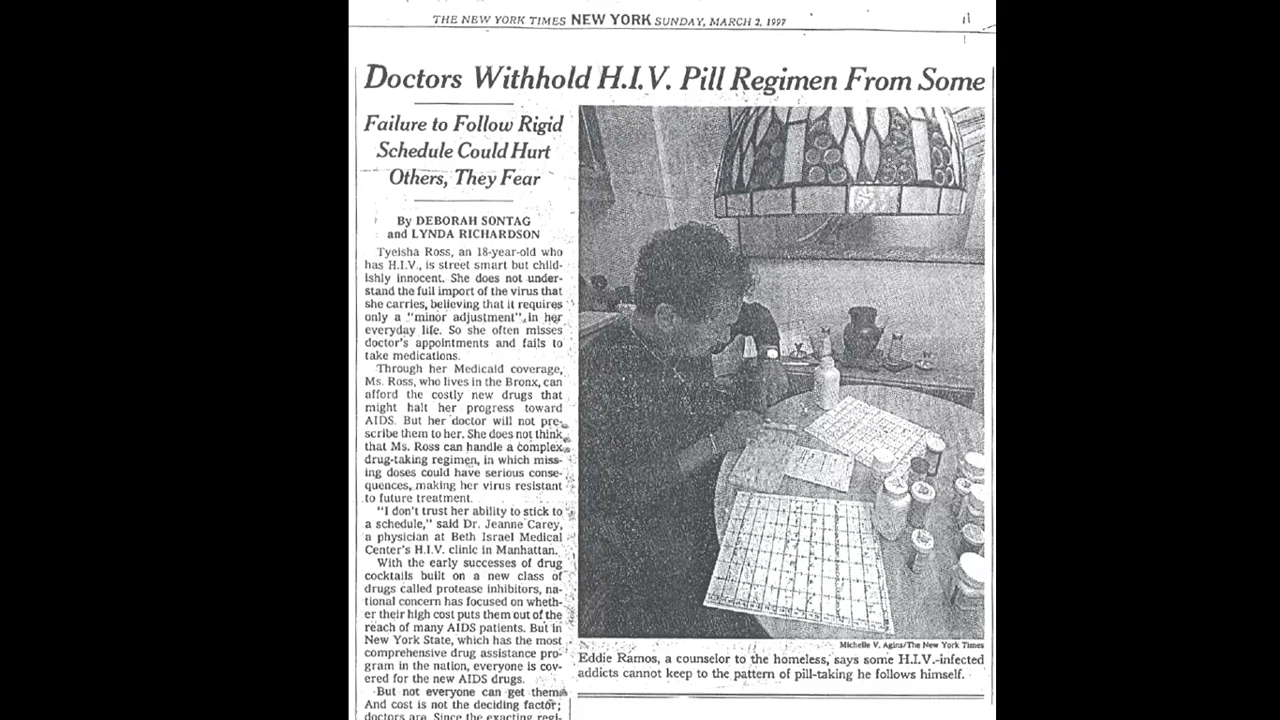 THE NEW YORK TIMES NEW YORK SUNDAY, MARCH 2, 1997
Doctors Withhold H.I.V. Pill Regimen From Some
Failure to Follow Rigid
Schedule Could Hurt
Others, They Fear
By DEBORAH SONTAG
and LYNDA RICHARDSON
Tyeisha Ross, an 18-year-old who
has H.I.V., is street smart but child-
ishly innocent. She does not under-
stand the full import of the virus that
she carries, believing that it requires
only a "minor adjustment" in her
everyday life. So she often misses
doctor's appointments and fails to
take medications.
Through her Medicaid coverage,
Ms. Ross, who lives in the Bronx, can
afford the costly new drugs that
might halt her progress toward
AIDS. But her doctor will not pre-
scribe them to her. She does not think
that Ms. Ross can handle a complex
drug-taking regimen, in which miss-
ing doses could have serious conse-
quences, making her virus resistant
to future treatment.
"I don't trust her ability to stick to
a schedule," said Dr. Jeanne Carey,
a physician at Beth Israel Medical
Center's H.I.V. clinic in Manhattan.
With the early successes of drug
cocktails built on a new class of
drugs called protease inhibitors, na-
tional concern has focused on wheth-
er their high cost puts them out of the
reach of many AIDS patients. But in
New York State, which has the most
comprehensive drug assistance pro-
gram in the nation, everyone is cov-
ered for the new AIDS drugs.
But not everyone can get them.
And cost is not the deciding factor;
doctors are. Since the exacting regi-
Michelle V. Agins/The New York Times
Eddie Ramos, a counselor to the homeless, says some H.I.V.-infected
addicts cannot keep to the pattern of pill-taking he follows himself.